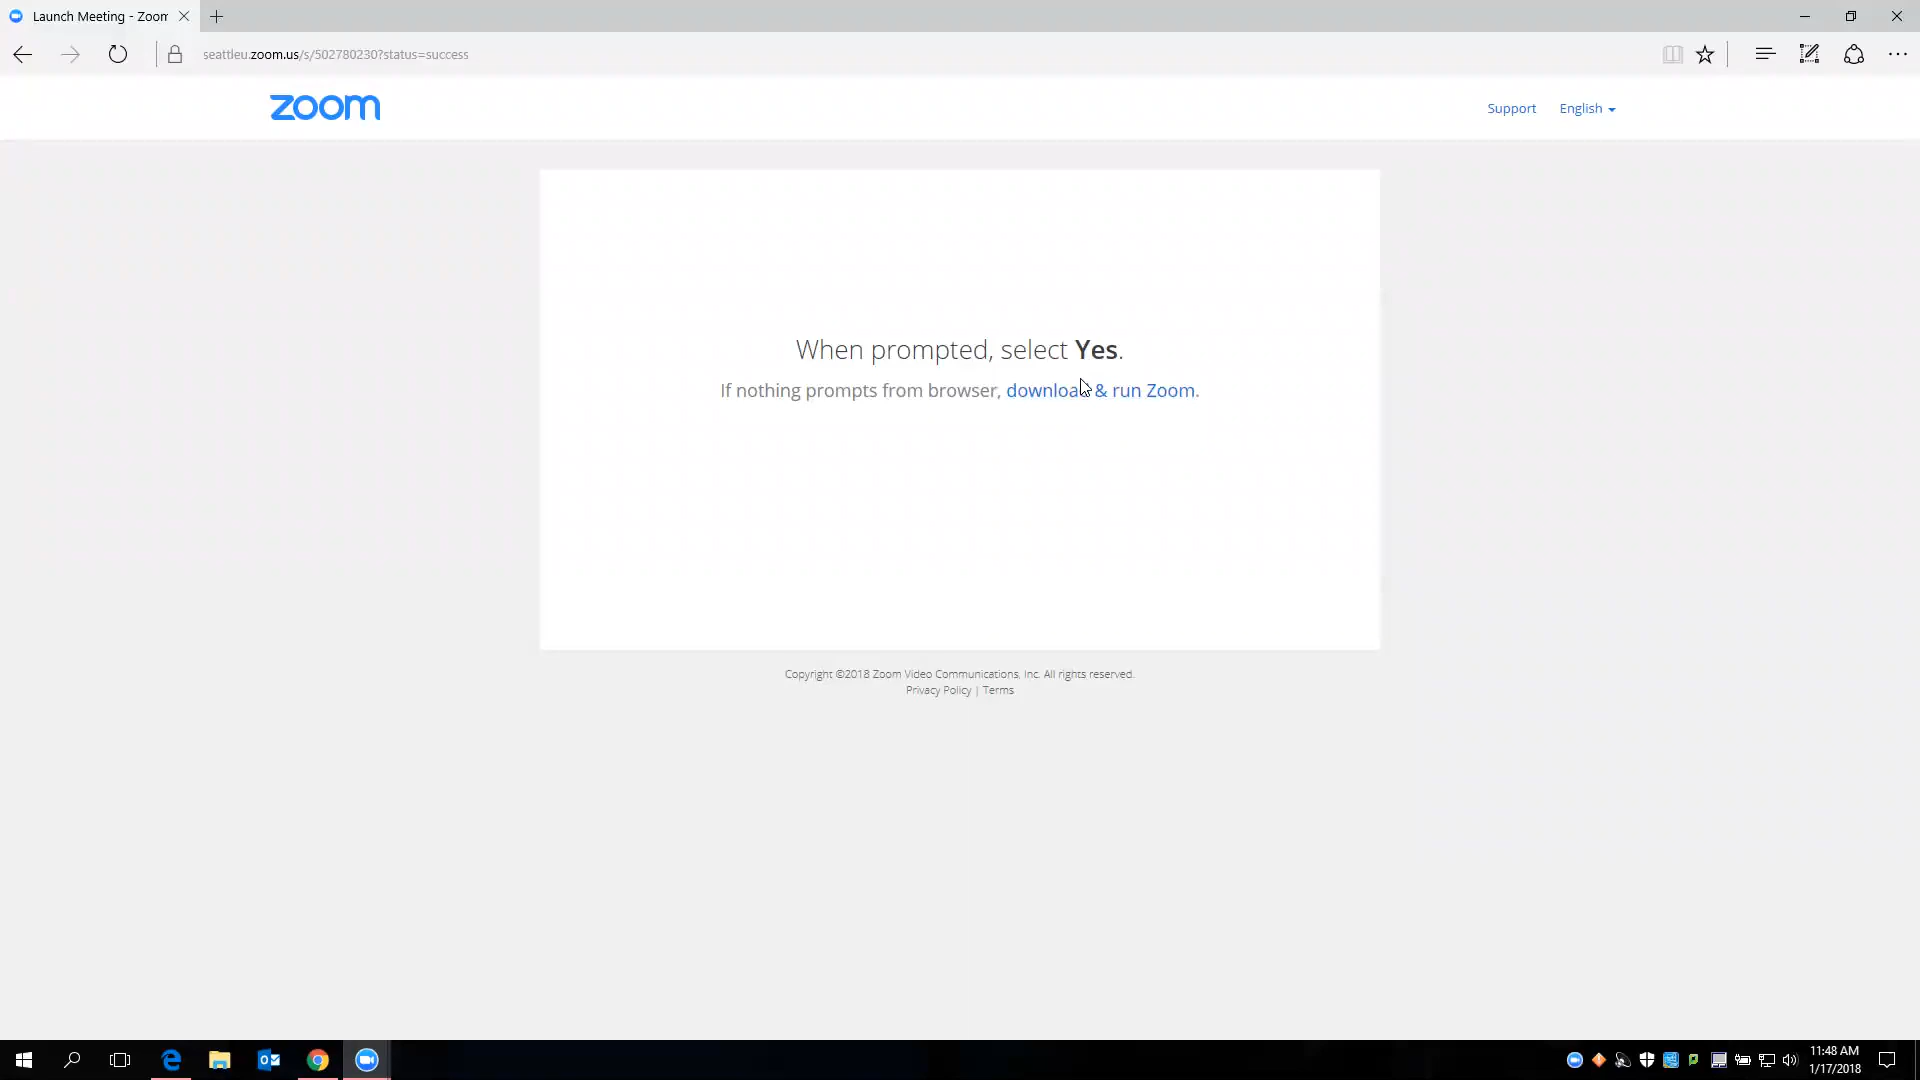 Launch Meeting - Zoom
seattleu.zoom.us/s/502780230?status=success
zoom
Support English
When prompted, select Yes.
If nothing prompts from browser, download & run Zoom.
Copyright ©2018 Zoom Video Communications, Inc. All rights reserved.
Privacy Policy | Terms
11:48 AM
1/17/2018